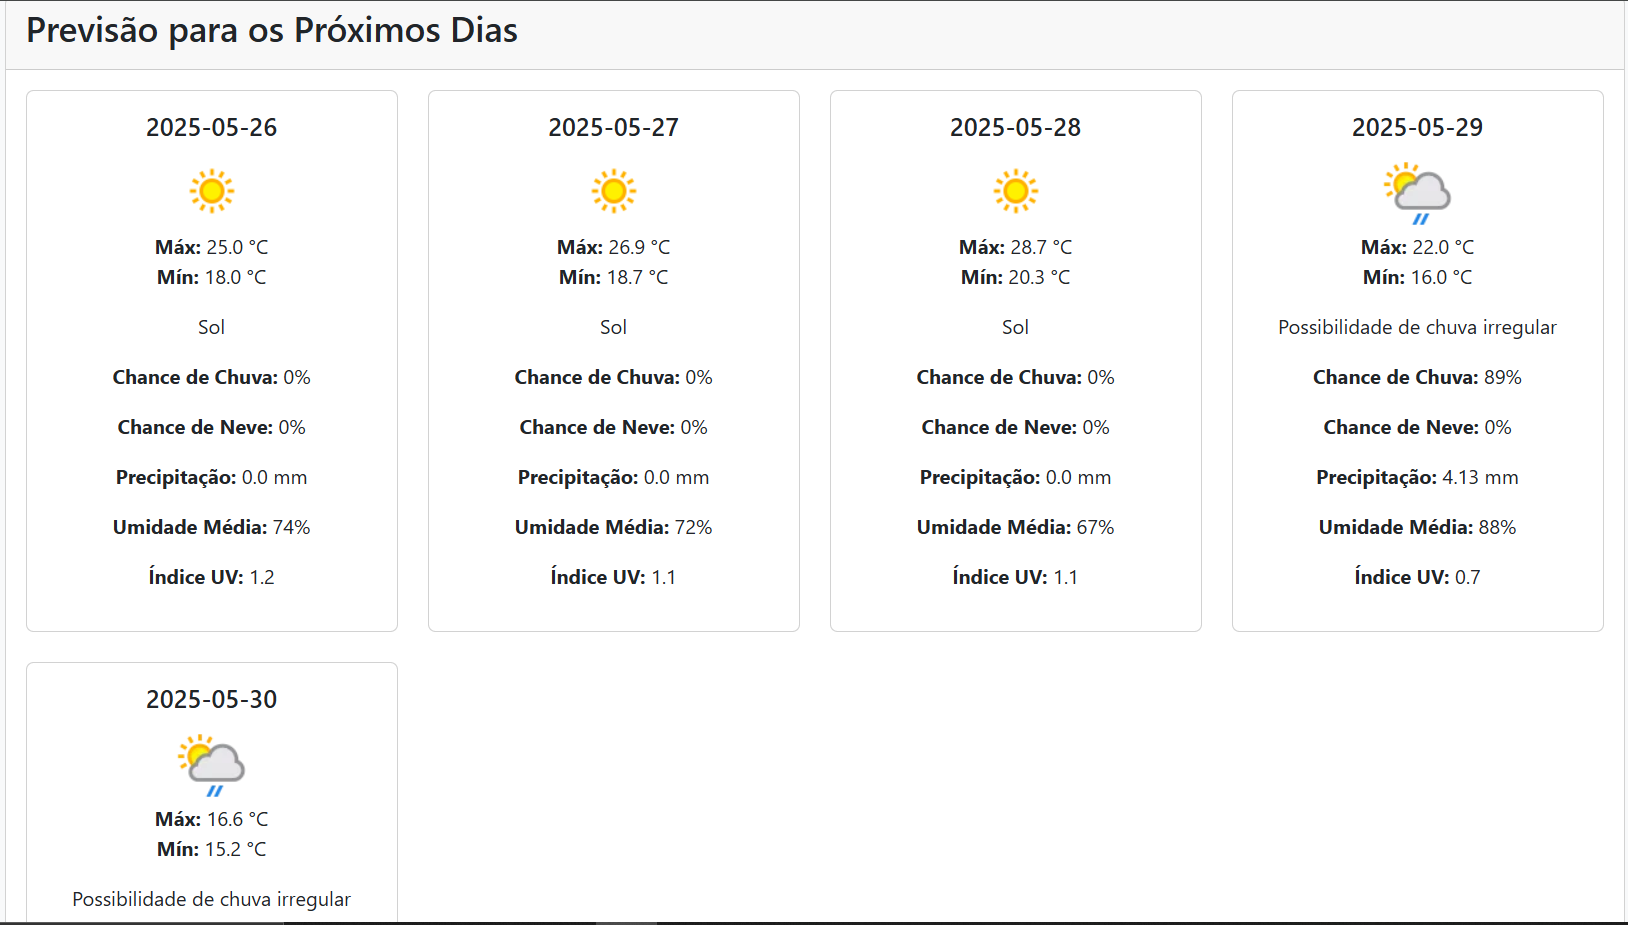 Previsão para os Próximos Dias
2025-05-26
Máx: 25.0 °C
Mín: 18.0 °C
Sol
Chance de Chuva: 0%
Chance de Neve: 0%
Precipitação: 0.0 mm
Umidade Média: 74%
Índice UV: 1.2
2025-05-27
Máx: 26.9 °C
Mín: 18.7 °C
Sol
Chance de Chuva: 0%
Chance de Neve: 0%
Precipitação: 0.0 mm
Umidade Média: 72%
Índice UV: 1.1
2025-05-28
Máx: 28.7 °C
Mín: 20.3 °C
Sol
Chance de Chuva: 0%
Chance de Neve: 0%
Precipitação: 0.0 mm
Umidade Média: 67%
Índice UV: 1.1
2025-05-29
Máx: 22.0 °C
Mín: 16.0 °C
Possibilidade de chuva irregular
Chance de Chuva: 89%
Chance de Neve: 0%
Precipitação: 4.13 mm
Umidade Média: 88%
Índice UV: 0.7
2025-05-30
Máx: 16.6 °C
Mín: 15.2 °C
Possibilidade de chuva irregular